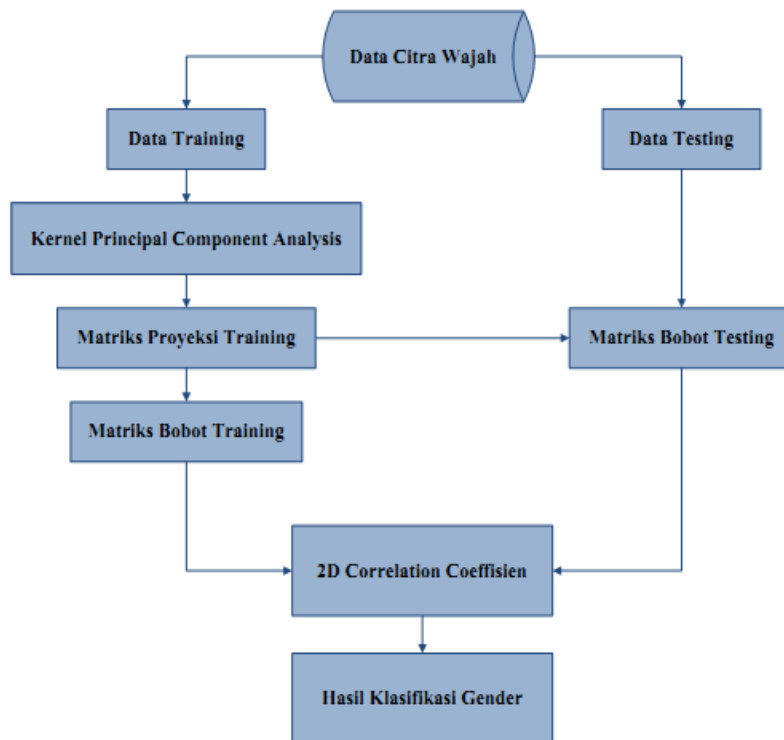 Data Citra Wajah
Data Training
Data Testing
Kernel Principal Component Analysis
Matriks Proyeksi Training
Matriks Bobot Testing
Matriks Bobot Training
2D Correlation Coeffisien
Hasil Klasifikasi Gender